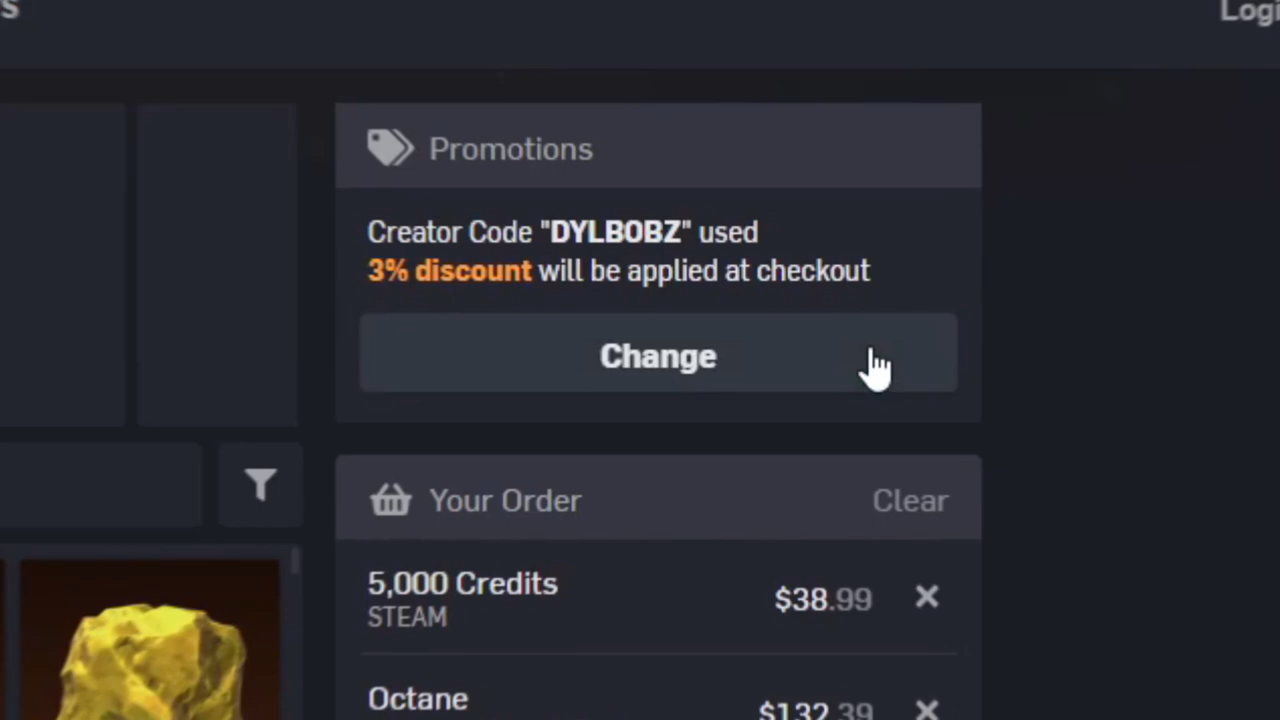 Promotions
Creator Code "DYLBOBZ" used
3% discount will be applied at checkout
Change
Your Order
Clear
5,000 Credits
$38.99
STEAM
Octane
$132.39